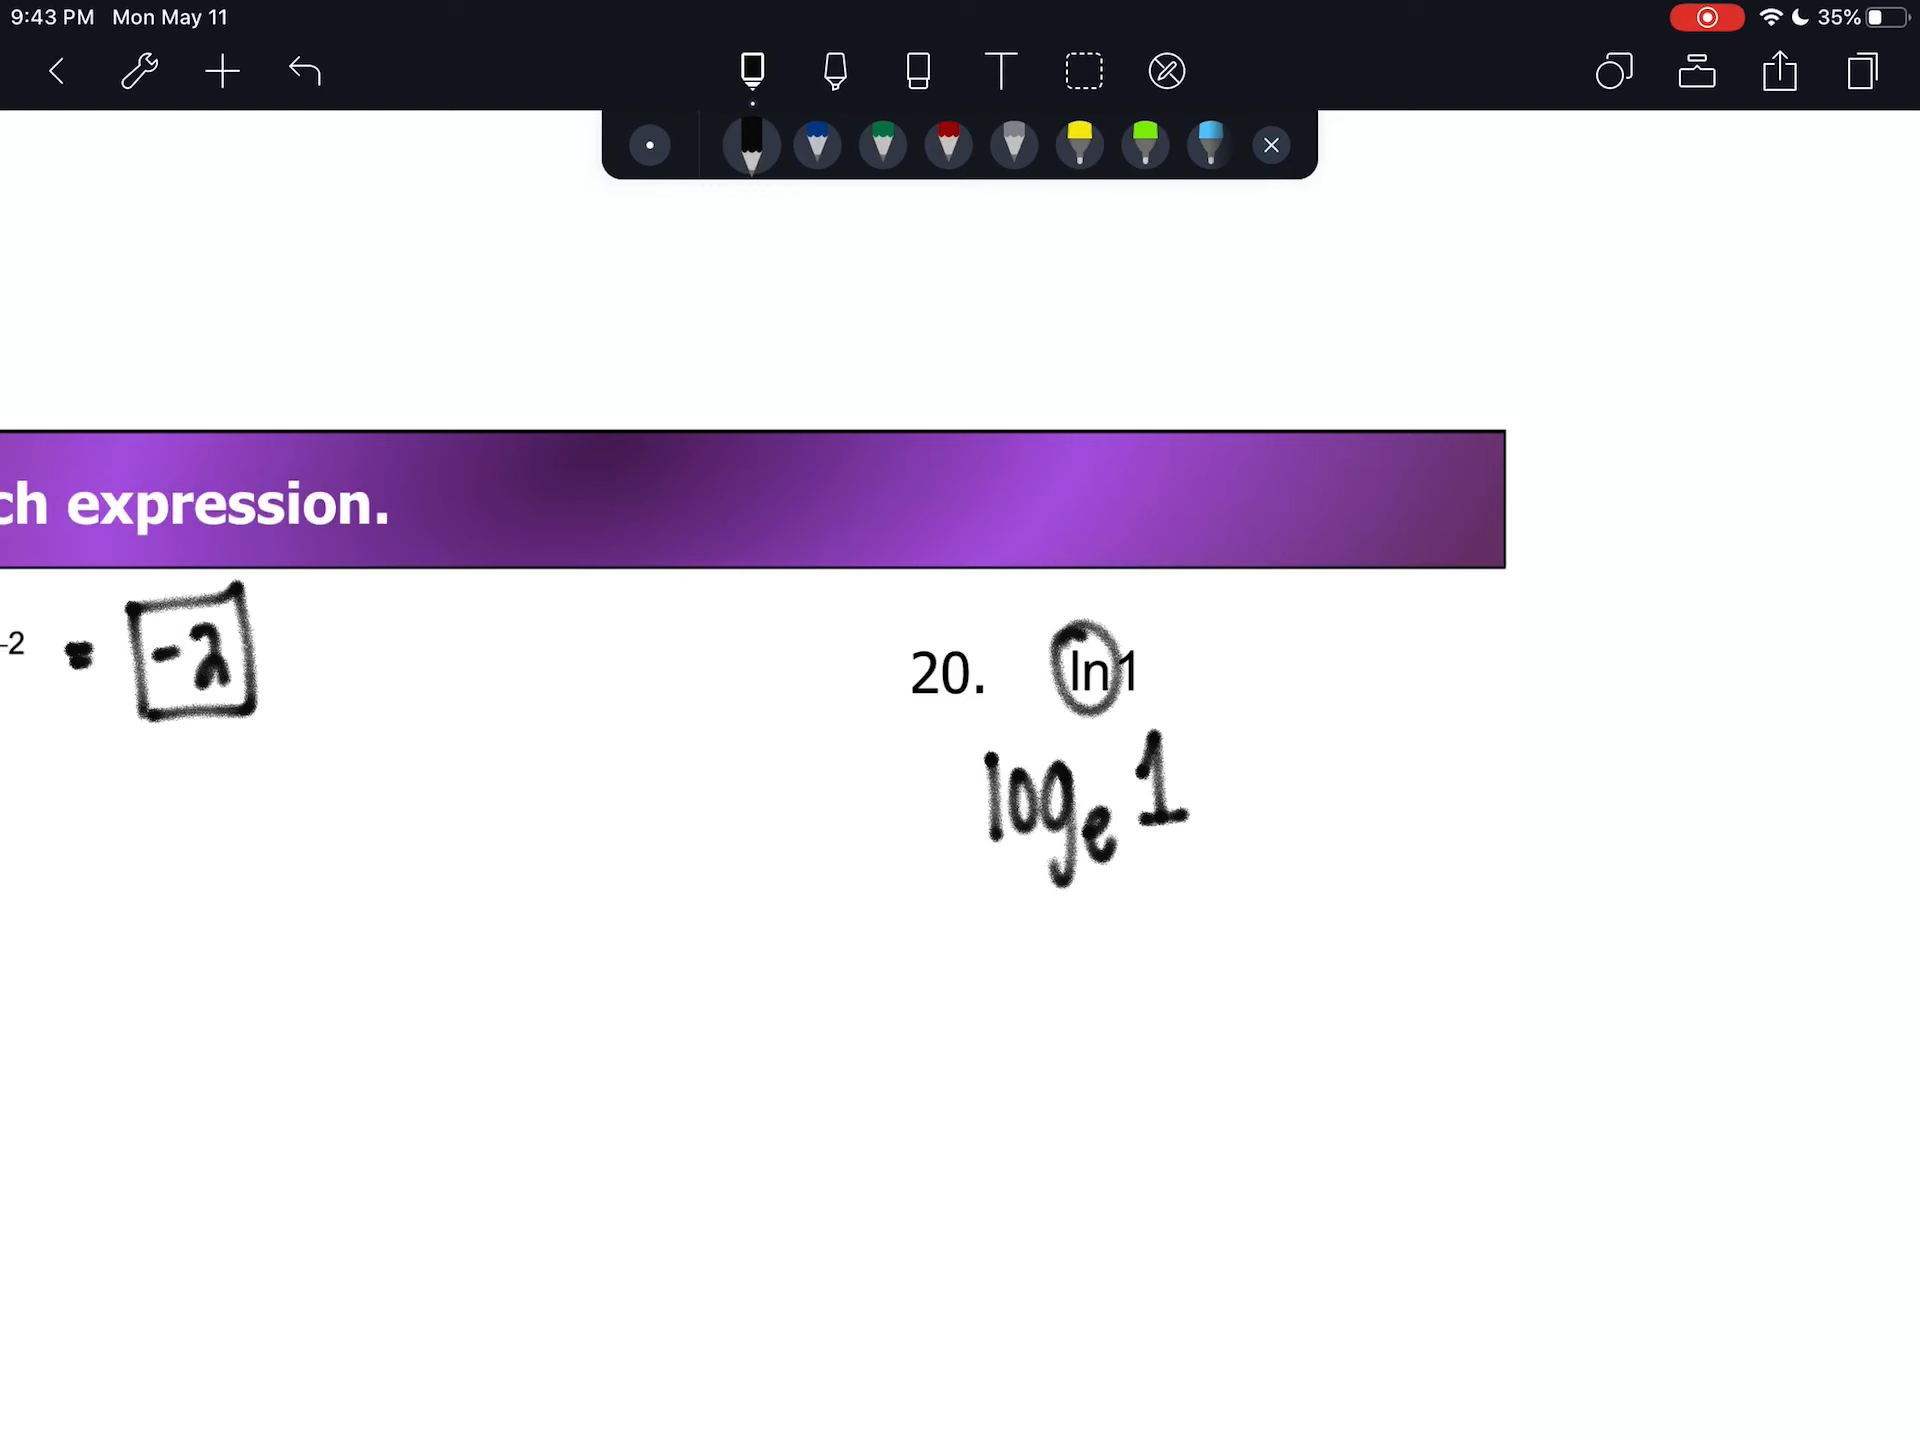 9:43 PM Mon May 11
35%
ch expression.
-2 = -2
20. ln1
loge 1